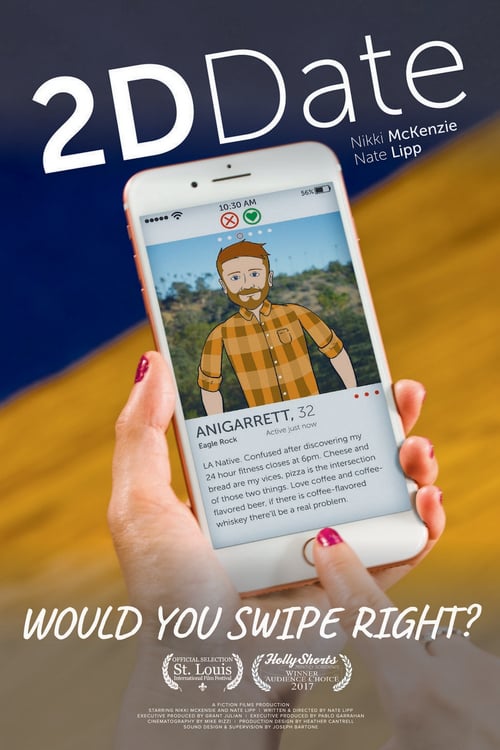 2D Date
Nikki McKenzie
Nate Lipp
56%
10:30 AM
ANIGARRETT, 32
Eagle Rock
Active just now
LA Native. Confused after discovering my
24 hour fitness closes at 6pm. Cheese and
bread are my vices, pizza is the intersection
of those two things. Love coffee and coffee-
flavored beer, if there is coffee-flavored
whiskey there'll be a real problem.
WOULD YOU SWIPE RIGHT?
OFFICIAL SELECTION
St. Louis
International Film Festival
HollyShorts
WINNER
AUDIENCE CHOICE
2017
A FICTION FILMS PRODUCTION
STARRING NIKKI MCKENZIE AND NATE LIPP | WRITTEN & DIRECTED BY NATE LIPP
EXECUTIVE PRODUCED BY GRANT JULIAN | EXECUTIVE PRODUCED BY PABLO GARRAHAN
CINEMATOGRAPHY BY MIKE RIZZI | PRODUCTION DESIGN BY HEATHER CANTRELL
SOUND DESIGN & SUPERVISION BY JOSEPH BARTONE